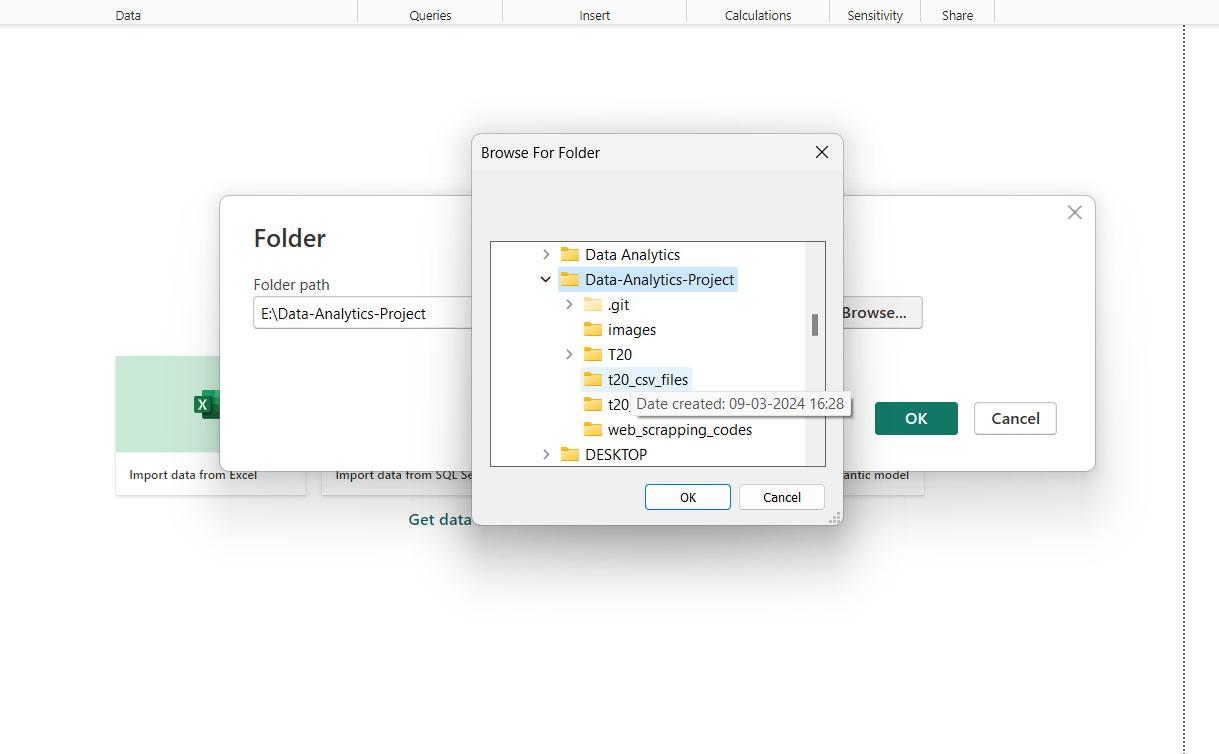 Data Queries Insert Calculations Sensitivity Share
Browse For Folder
Folder
Folder path
E:\Data-Analytics-Project
Browse...
Data Analytics
Data-Analytics-Project
.git
images
T20
t20_csv_files
t20_
Date created: 09-03-2024 16:28
web_scrapping_codes
DESKTOP
OK Cancel
OK Cancel
Import data from Excel
Import data from SQL Se
antic model
Get data